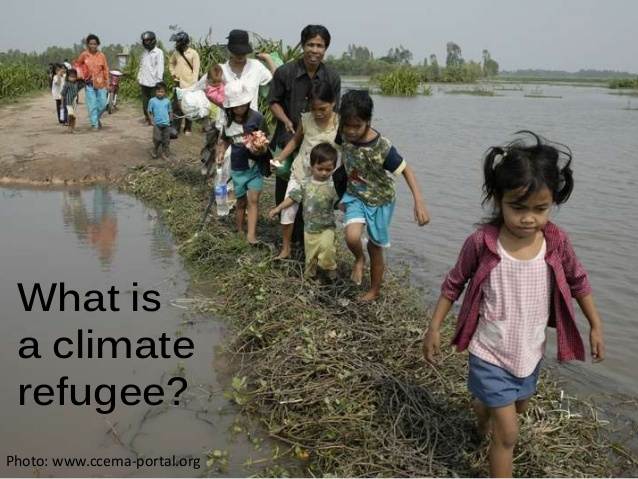 What is
a climate
refugee?
Photo: www.ccema-portal.org